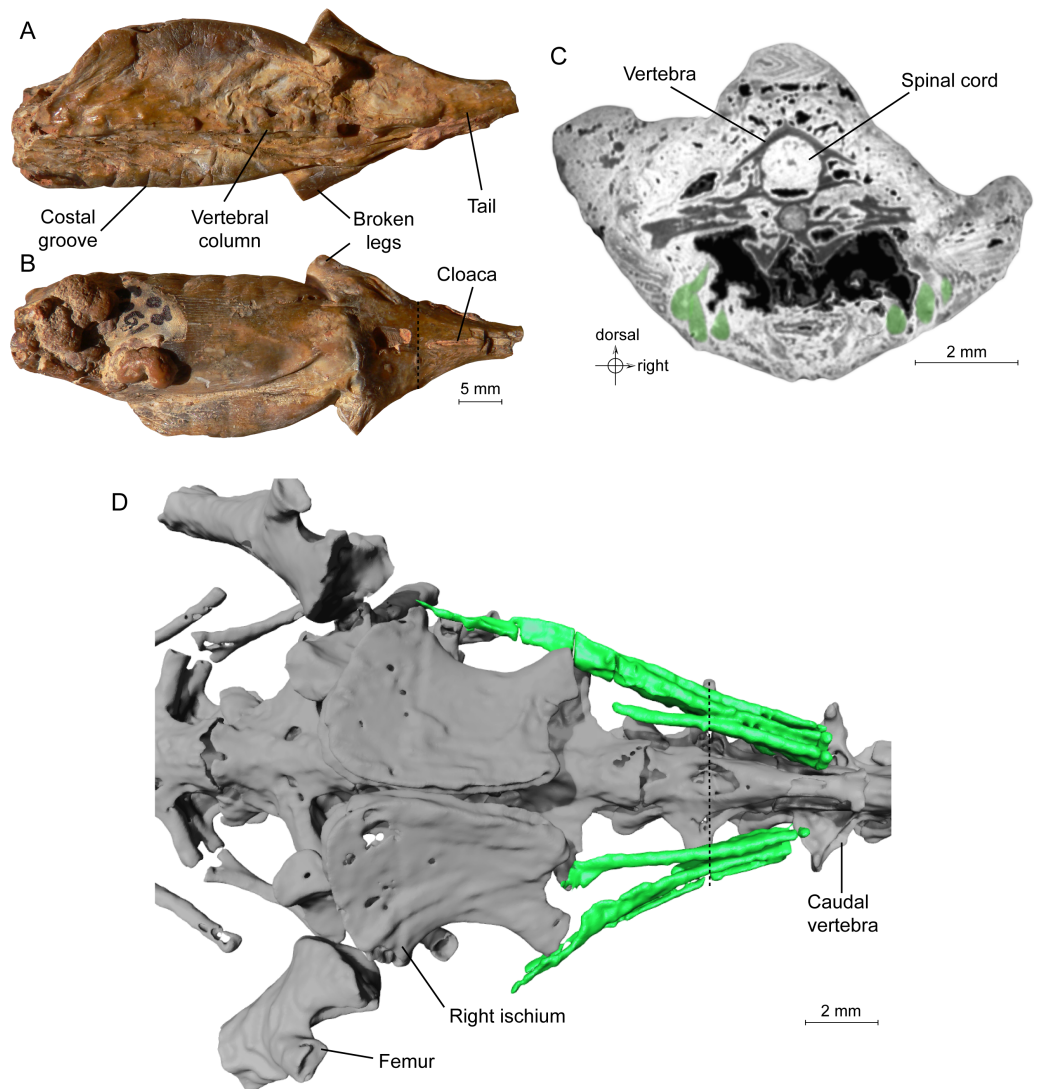 A
Costal
groove
Vertebral
column
Broken
legs
Tail
B
Cloaca
5 mm
C
Vertebra
Spinal cord
dorsal
right
2 mm
D
Caudal
vertebra
Right ischium
Femur
2 mm